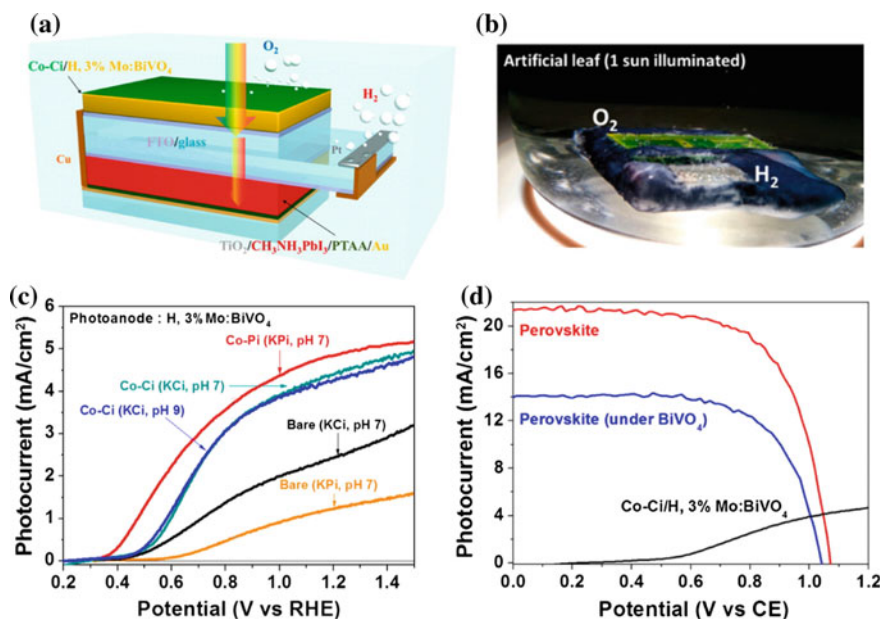 (a)
O₂
Co-Ci/H, 3% Mo:BiVO₄
H₂
FTO/glass
Pt
Cu
TiO₂/CH₃NH₃PbI₃/PTAA/Au
(b)
Artificial leaf (1 sun illuminated)
O₂
H₂
(c)
Photoanode : H, 3%Mo:BiVO₄
Co-Pi (KPi, pH 7)
Co-Ci (KCi, pH 7)
Co-Ci (KCi, pH 9)
Bare (KCi, pH 7)
Bare (KPi, pH 7)
Photocurrent (mA/cm²)
6
5
4
3
2
1
0
0.2 0.4 0.6 0.8 1.0 1.2 1.4
Potential (V vs RHE)
(d)
Perovskite
Perovskite (under BiVO₄)
Co-Ci/H, 3% Mo:BiVO₄
Photocurrent (mA/cm²)
20
16
12
8
4
0
0.0 0.2 0.4 0.6 0.8 1.0 1.2
Potential (V vs CE)